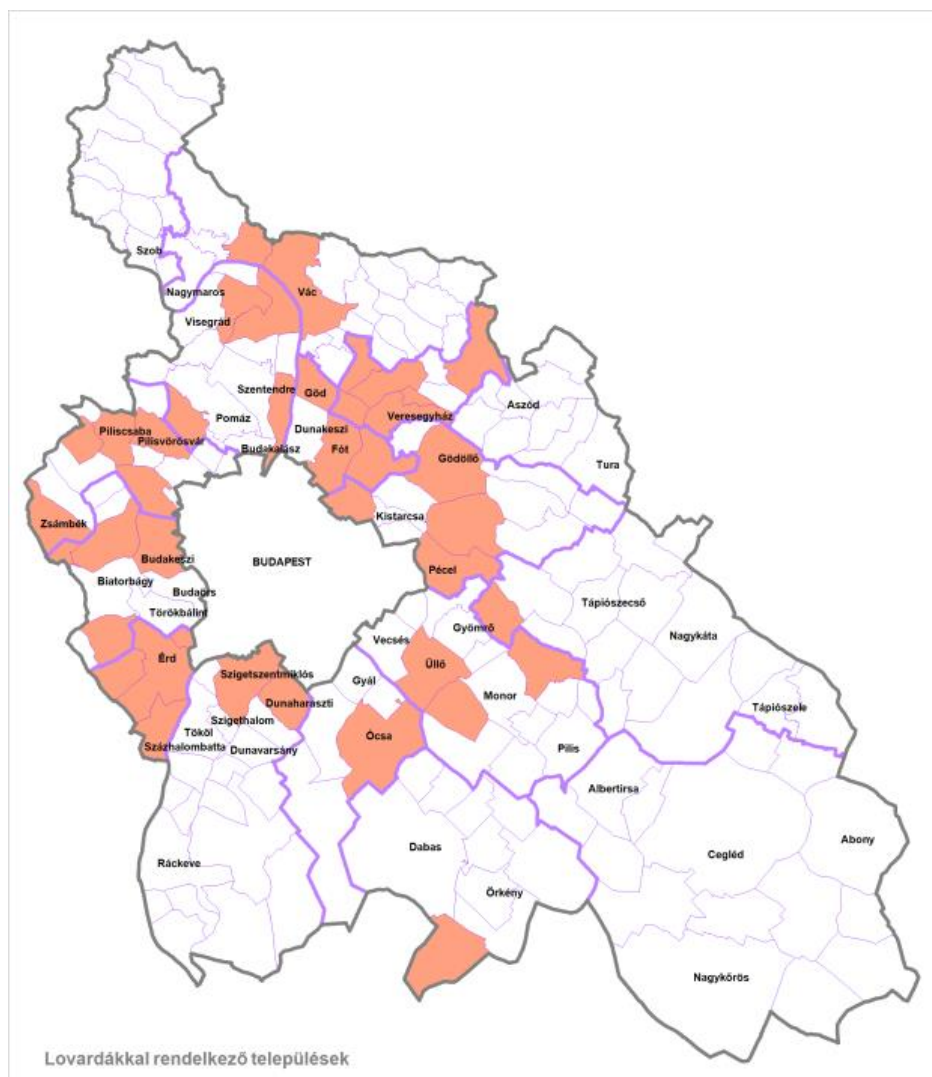 Szob
Nagymaros
Vác
Visegrád
Szentendre
Göd
Aszód
Veresegyház
Pomáz
Dunakeszi
Piliscsaba
Pilisvörösvár
Budakalász
Fót
Gödöllő
Tura
Kistarcsa
Zsámbék
Budakeszi
BUDAPEST
Pécel
Biatorbágy
Budaörs
Törökbálint
Tápiószecső
Gyömrő
Vecsés
Nagykáta
Érd
Üllő
Szigetszentmiklós
Gyál
Monor
Dunaharaszti
Tápiószele
Szigethalom
Tököl
Ócsa
Százhalombatta
Dunavarsány
Pilis
Albertirsa
Abony
Dabas
Cegléd
Ráckeve
Örkény
Nagykőrös
Lovardákkal rendelkező települések